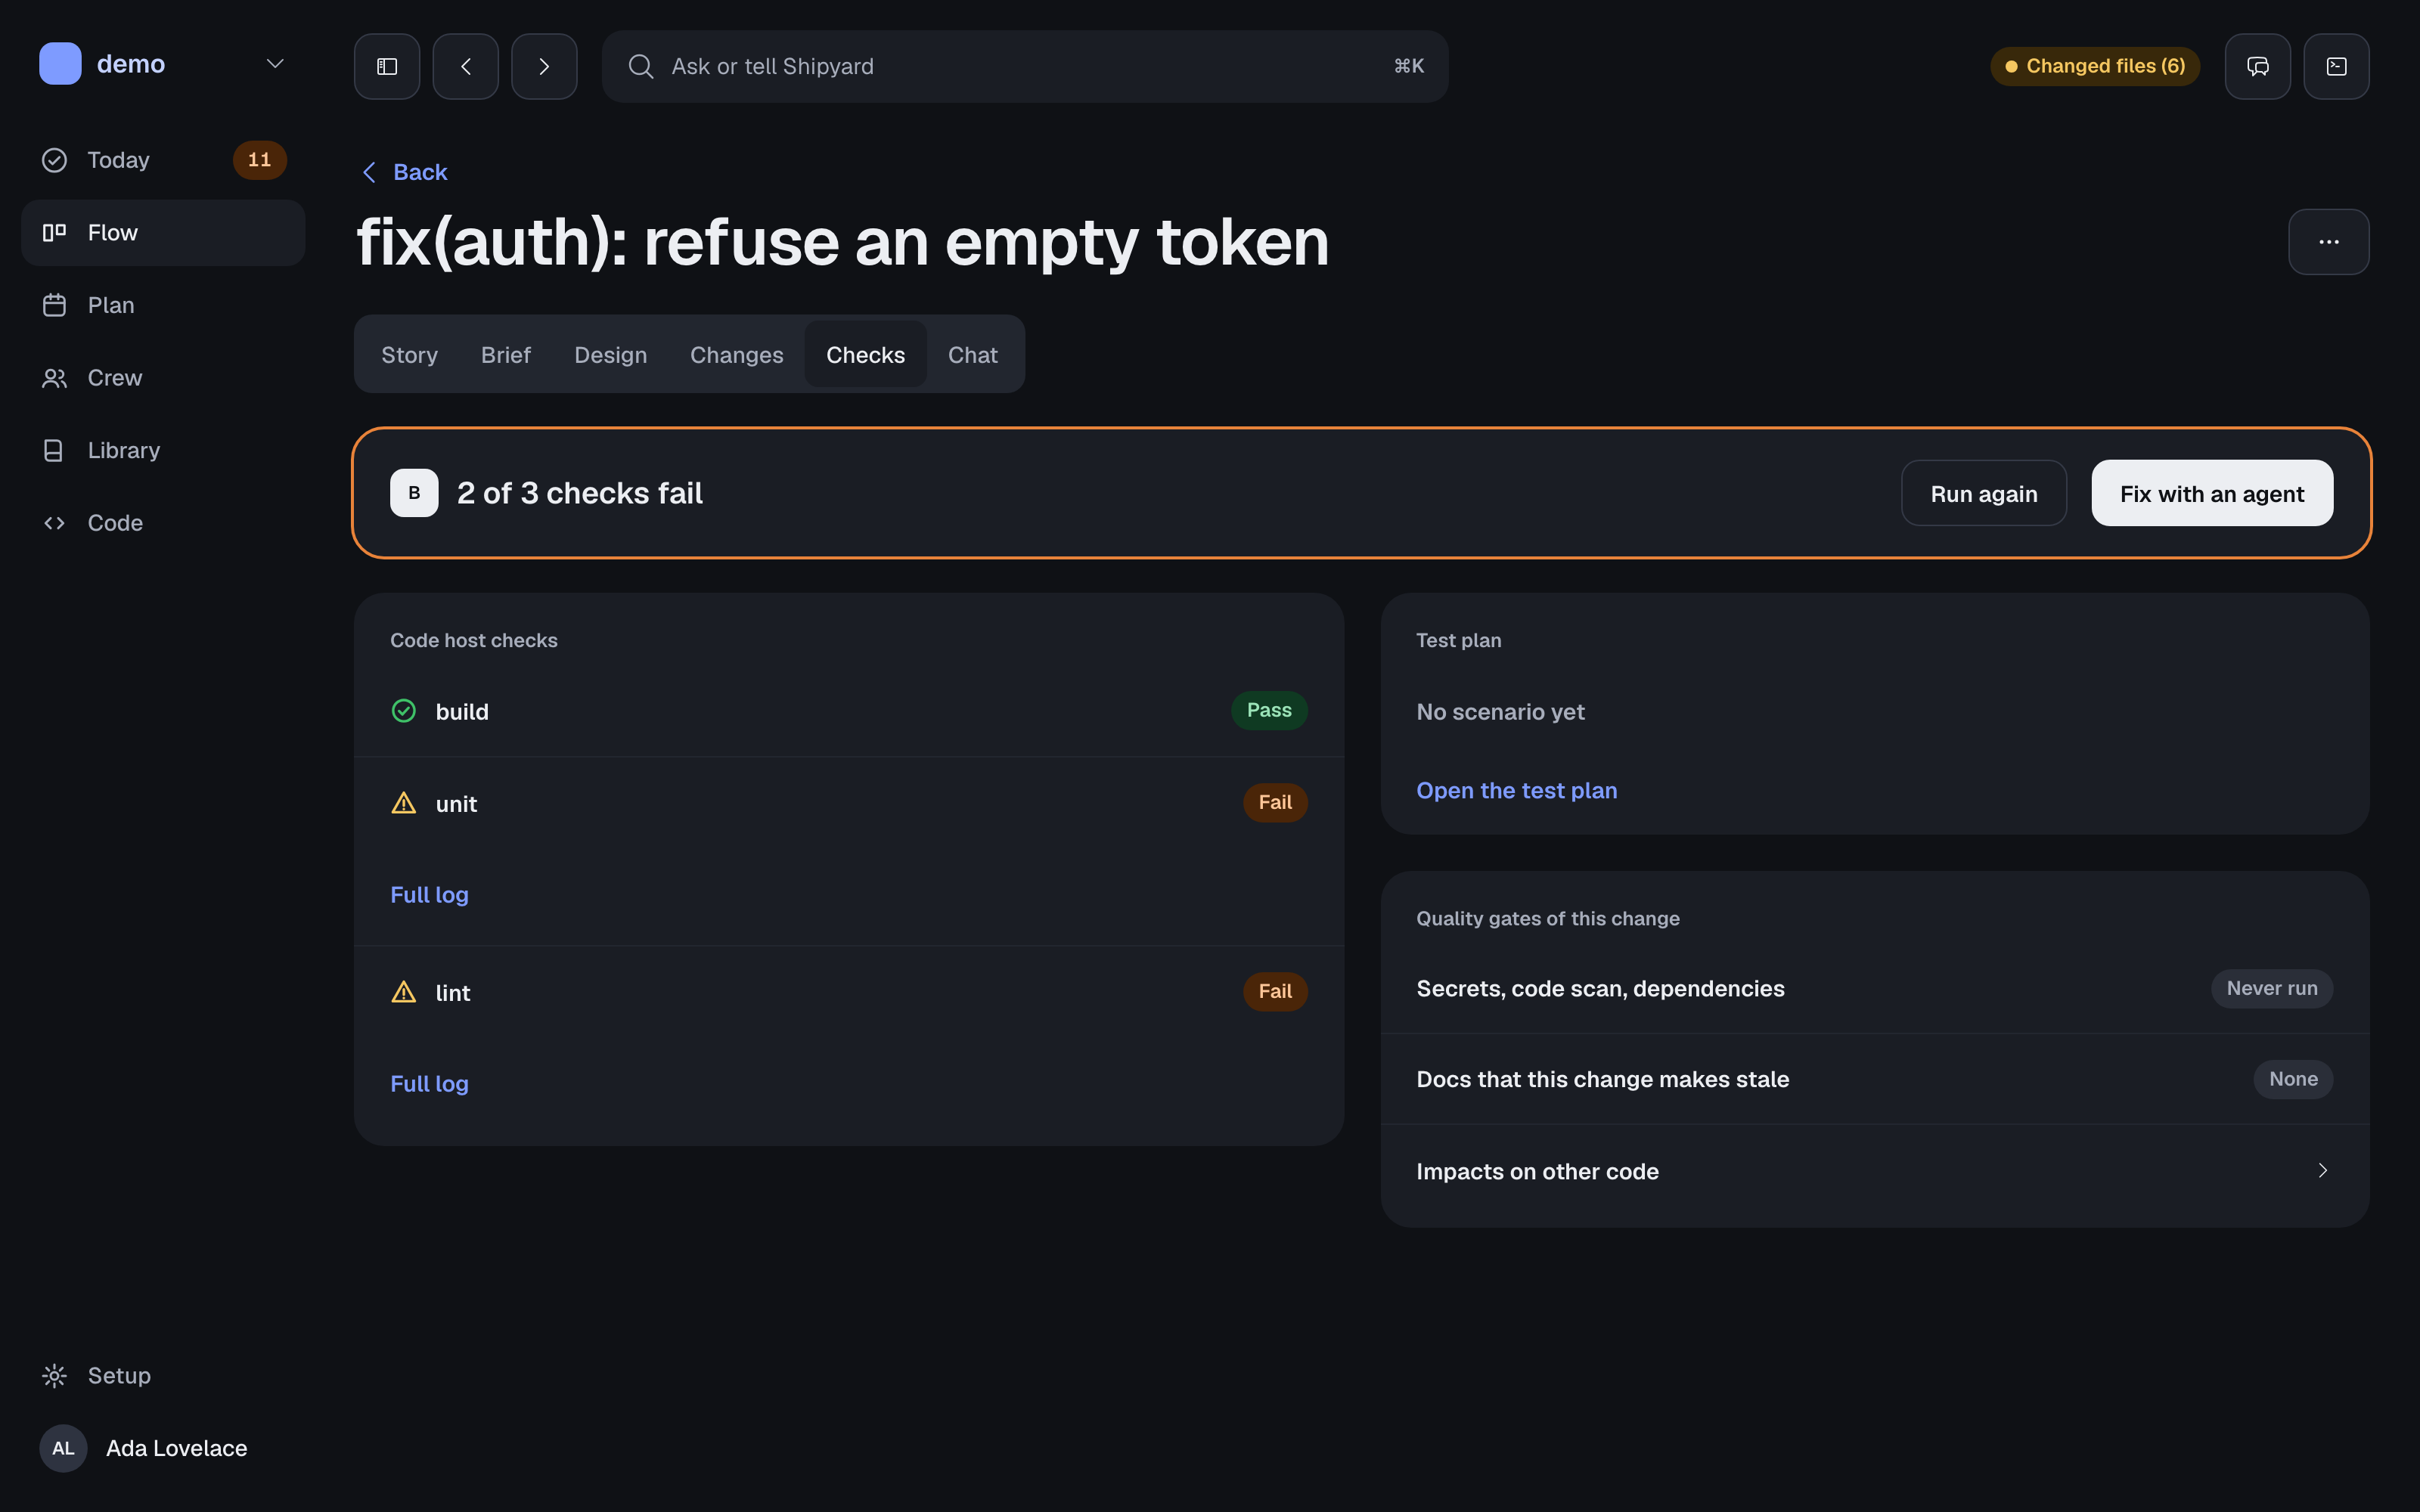 demo
Ask or tell Shipyard
⌘K
Changed files (6)
Today
11
Flow
Plan
Crew
Library
Code
Setup
AL
Ada Lovelace
Back
fix(auth): refuse an empty token
Story
Brief
Design
Changes
Checks
Chat
B
2 of 3 checks fail
Run again
Fix with an agent
Code host checks
build
Pass
unit
Fail
Full log
lint
Fail
Full log
Test plan
No scenario yet
Open the test plan
Quality gates of this change
Secrets, code scan, dependencies
Never run
Docs that this change makes stale
None
Impacts on other code